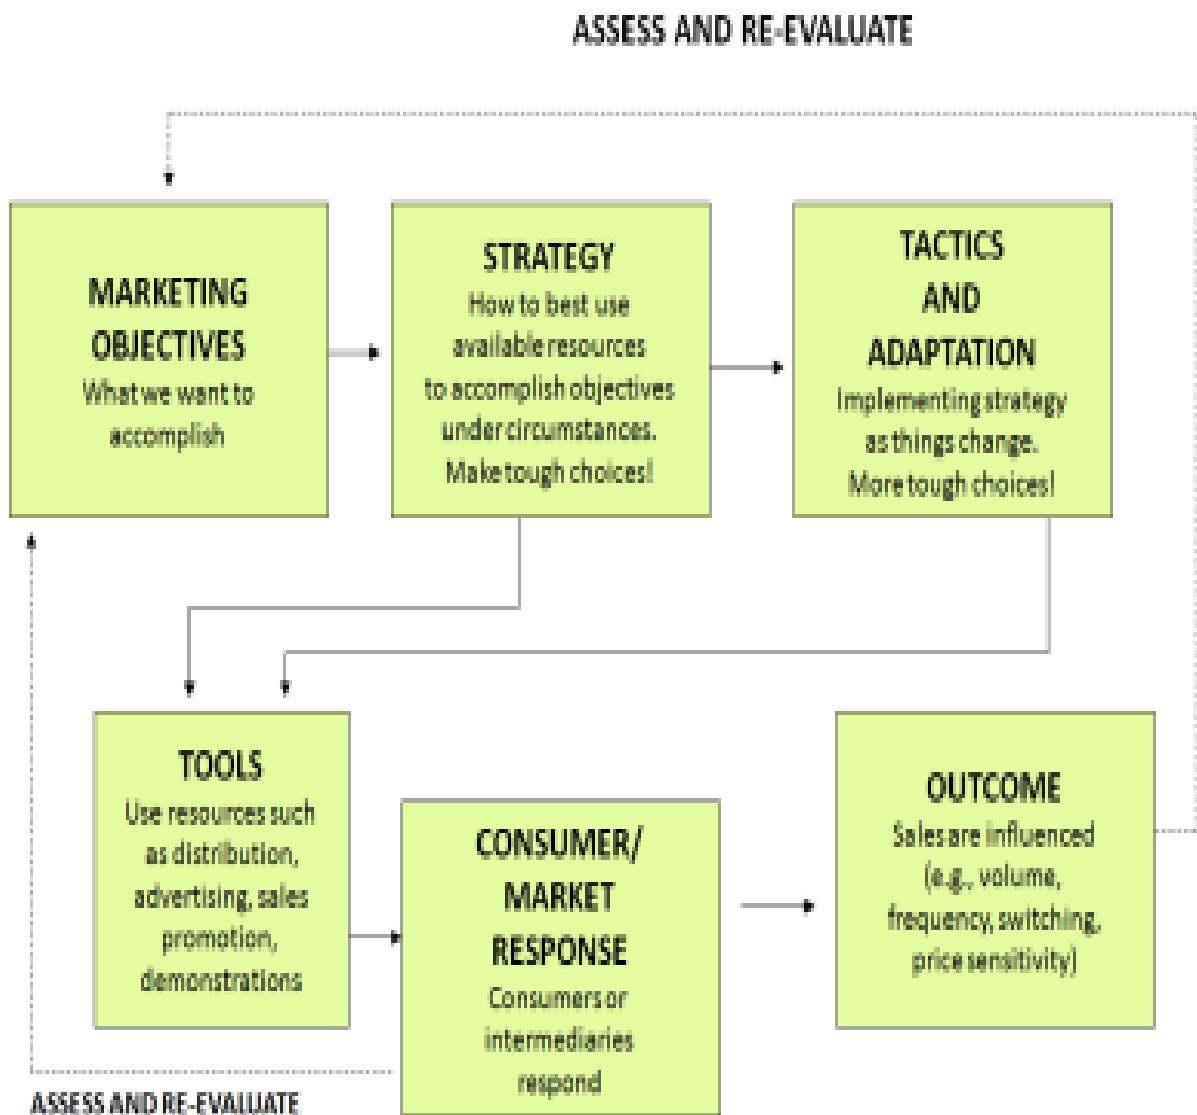 ASSESS AND RE-EVALUATE
MARKETING
OBJECTIVES
What we want to
accomplish
STRATEGY
How to best use
available resources
to accomplish objectives
under circumstances.
Make tough choices!
TACTICS
AND
ADAPTATION
Implementing strategy
as things change.
More tough choices!
TOOLS
Use resources such
as distribution,
advertising, sales
promotion,
demonstrations
CONSUMER/
MARKET
RESPONSE
Consumers or
intermediaries
respond
OUTCOME
Sales are influenced
(e.g., volume,
frequency, switching,
price sensitivity)
ASSESS AND RE-EVALUATE